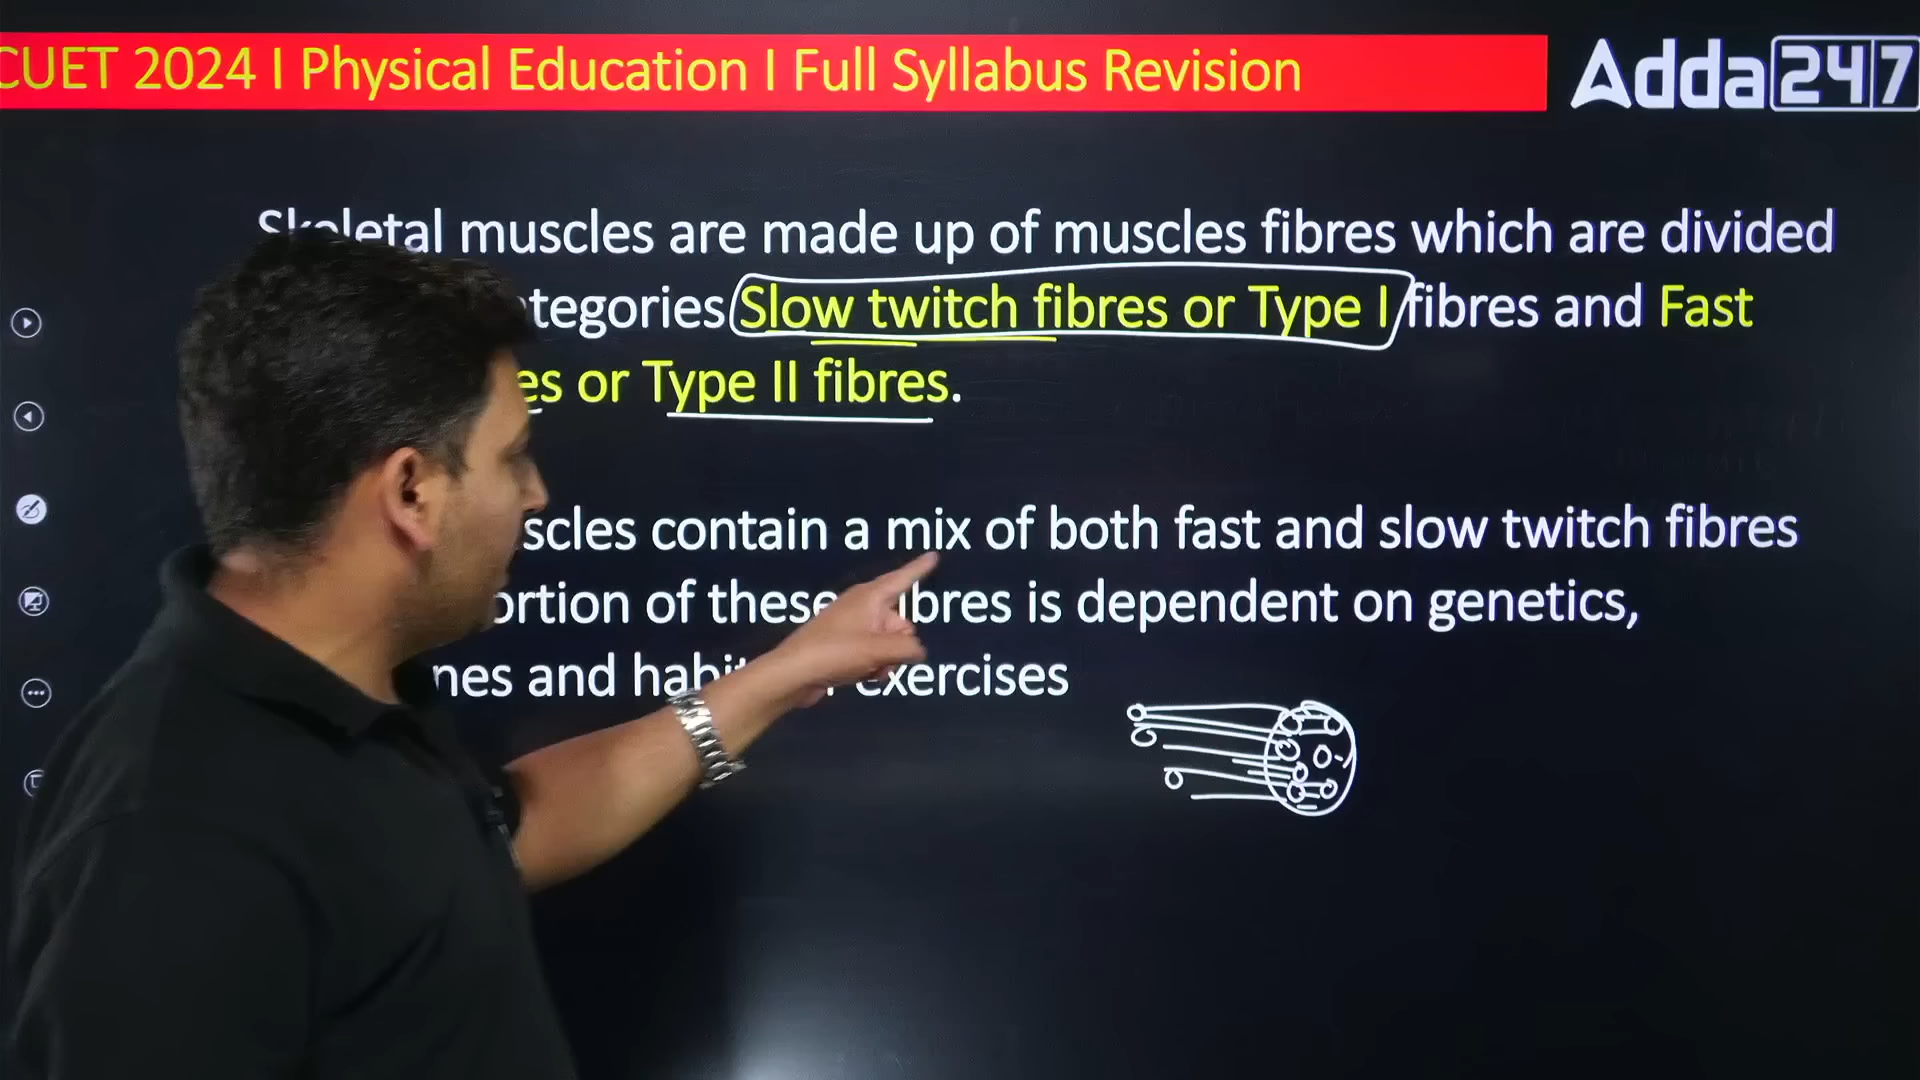 CUET 2024 I Physical Education I Full Syllabus Revision
Adda247
Skeletal muscles are made up of muscles fibres which are divided
tegories Slow twitch fibres or Type I fibres and Fast
es or Type II fibres.
scles contain a mix of both fast and slow twitch fibres
ortion of these fibres is dependent on genetics,
nes and exercises